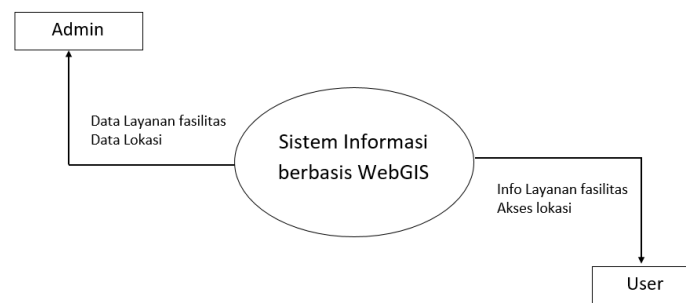 Admin
Data Layanan fasilitas
Data Lokasi
Sistem Informasi
berbasis WebGIS
Info Layanan fasilitas
Akses lokasi
User